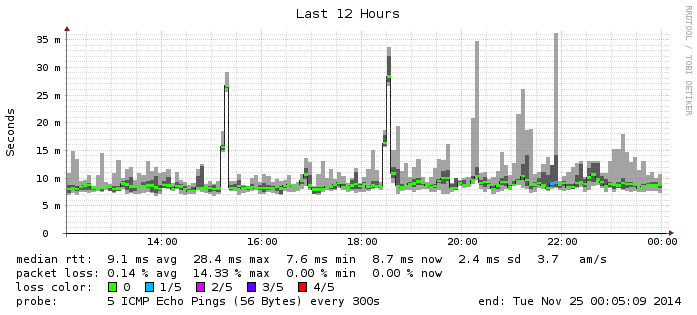 Last 12 Hours
RRDTOOL / TOBI OETIKER
Seconds
35 m
30 m
25 m
20 m
15 m
10 m
5 m
0
14:00 16:00 18:00 20:00 22:00 00:00
median rtt: 9.1 ms avg 28.4 ms max 7.6 ms min 8.7 ms now 2.4 ms sd 3.7 am/s
packet loss: 0.14 % avg 14.33 % max 0.00 % min 0.00 % now
loss color: 0 1/5 2/5 3/5 4/5
probe: 5 ICMP Echo Pings (56 Bytes) every 300s end: Tue Nov 25 00:05:09 2014